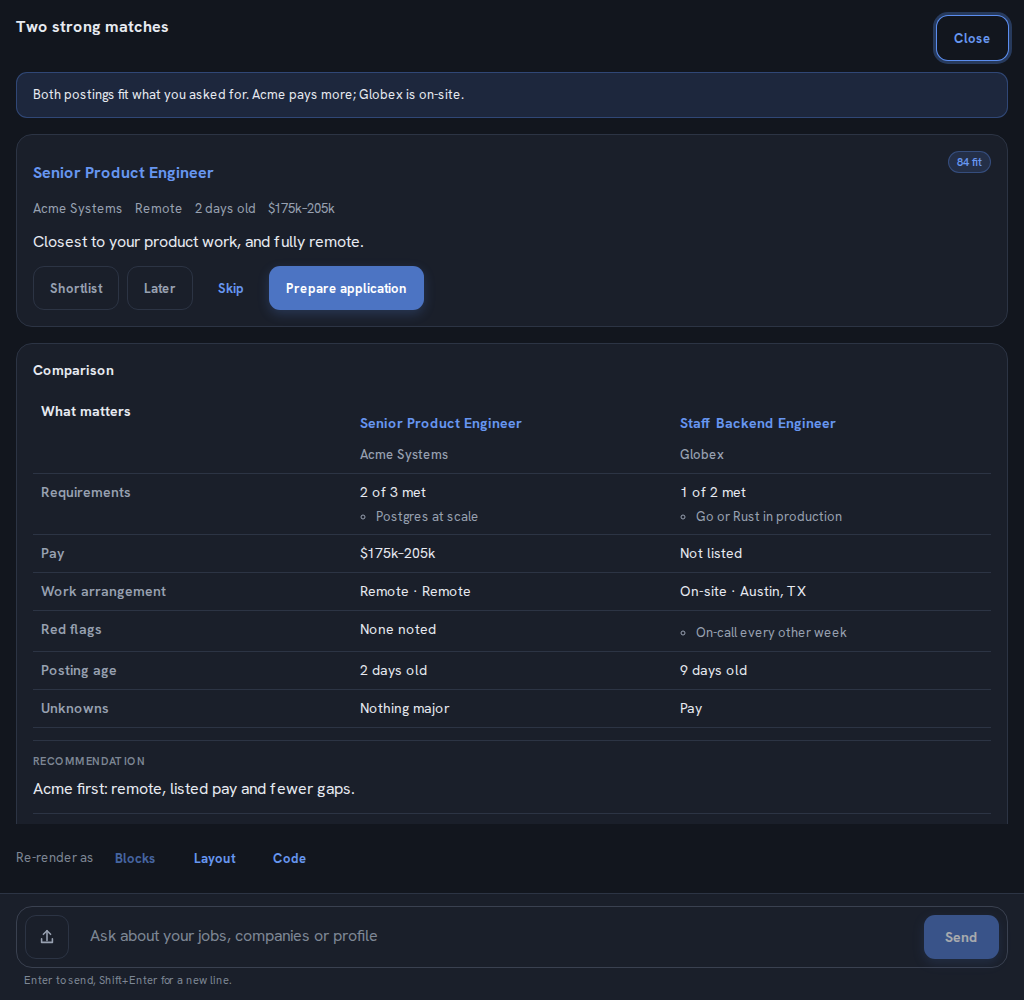 Two strong matches
Close
Both postings fit what you asked for. Acme pays more; Globex is on-site.
Senior Product Engineer
84 fit
Acme Systems Remote 2 days old $175k–205k
Closest to your product work, and fully remote.
Shortlist Later Skip Prepare application
Comparison
What matters Senior Product Engineer Staff Backend Engineer
Acme Systems Globex
Requirements 2 of 3 met 1 of 2 met
Postgres at scale Go or Rust in production
Pay $175k–205k Not listed
Work arrangement Remote · Remote On-site · Austin, TX
Red flags None noted On-call every other week
Posting age 2 days old 9 days old
Unknowns Nothing major Pay
RECOMMENDATION
Acme first: remote, listed pay and fewer gaps.
Re-render as Blocks Layout Code
Ask about your jobs, companies or profile
Send
Enter to send, Shift+Enter for a new line.